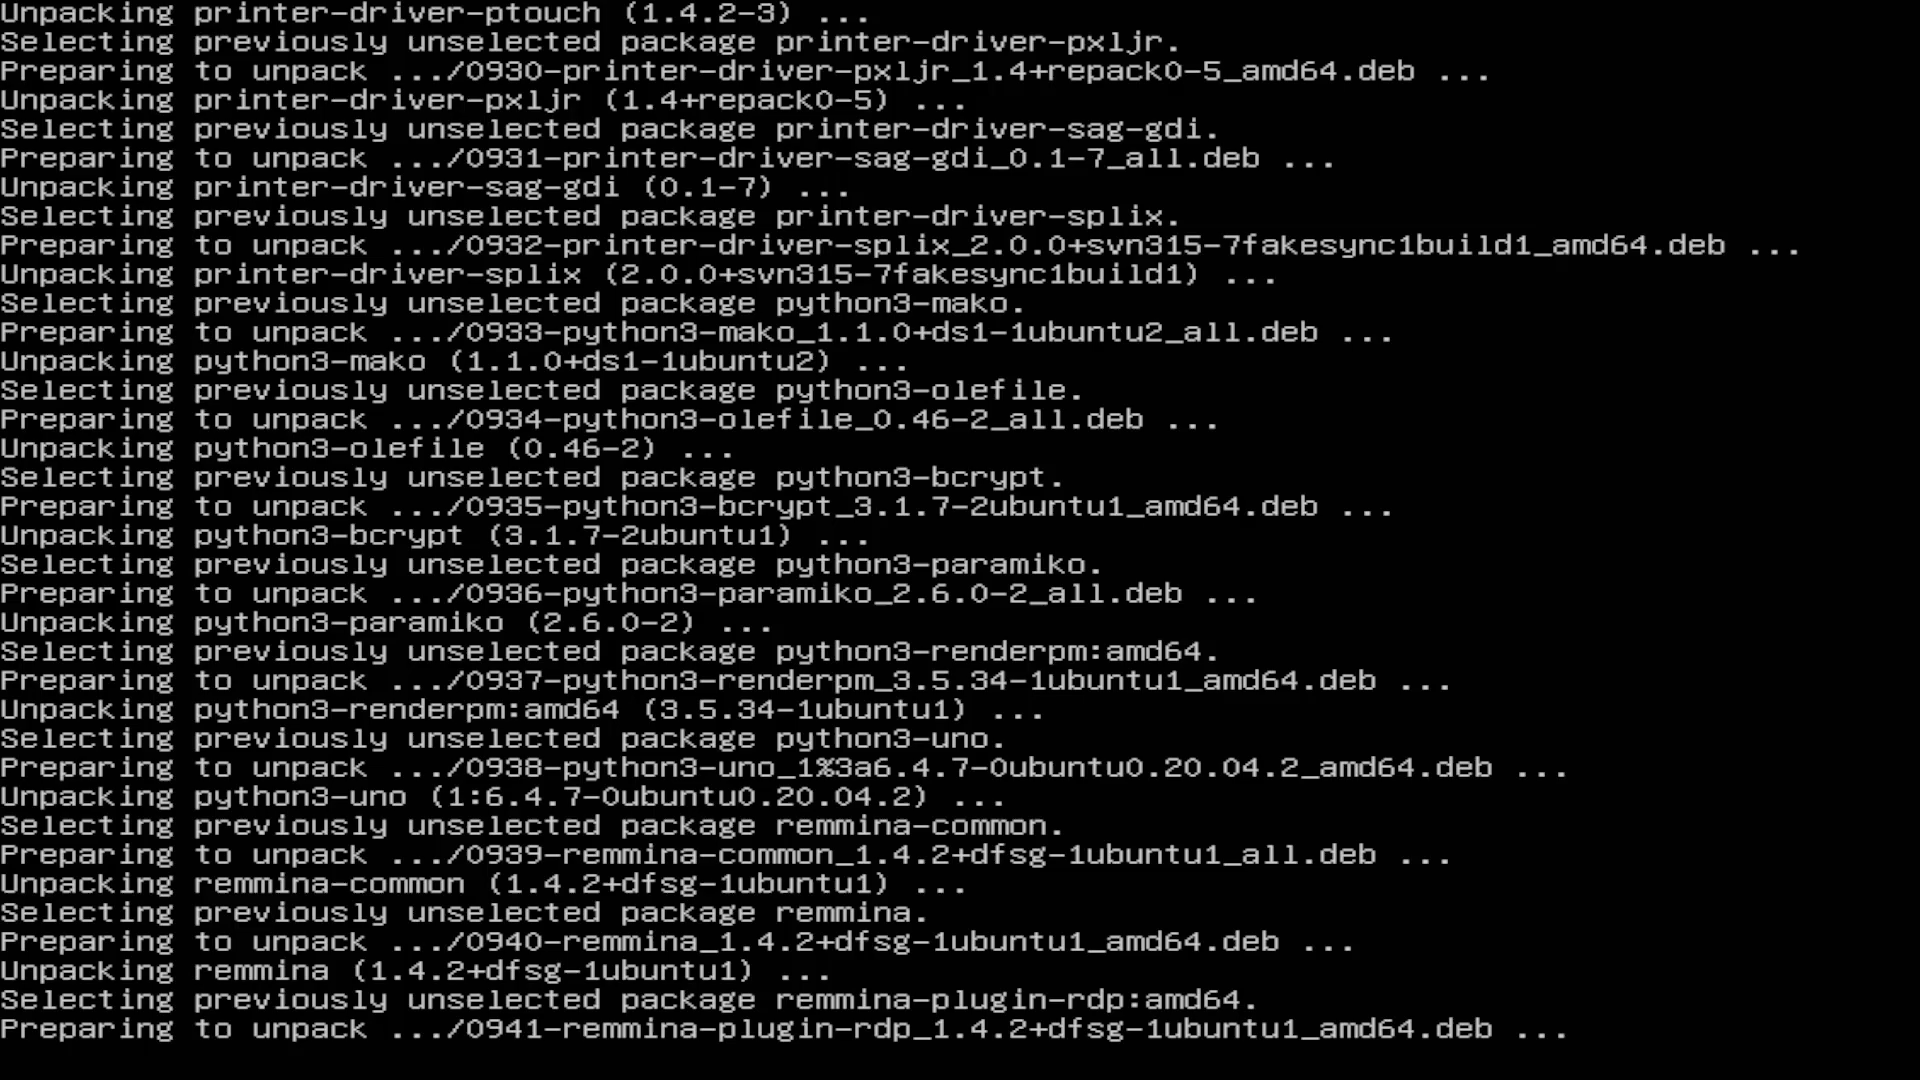 Unpacking printer-driver-ptouch (1.4.2-3) ...
Selecting previously unselected package printer-driver-pxljr.
Preparing to unpack .../0930-printer-driver-pxljr_1.4+repack0-5_amd64.deb ...
Unpacking printer-driver-pxljr (1.4+repack0-5) ...
Selecting previously unselected package printer-driver-sag-gdi.
Preparing to unpack .../0931-printer-driver-sag-gdi_0.1-7_all.deb ...
Unpacking printer-driver-sag-gdi (0.1-7) ...
Selecting previously unselected package printer-driver-splix.
Preparing to unpack .../0932-printer-driver-splix_2.0.0+svn315-7fakesync1build1_amd64.deb ...
Unpacking printer-driver-splix (2.0.0+svn315-7fakesync1build1) ...
Selecting previously unselected package python3-mako.
Preparing to unpack .../0933-python3-mako_1.1.0+ds1-1ubuntu2_all.deb ...
Unpacking python3-mako (1.1.0+ds1-1ubuntu2) ...
Selecting previously unselected package python3-olefile.
Preparing to unpack .../0934-python3-olefile_0.46-2_all.deb ...
Unpacking python3-olefile (0.46-2) ...
Selecting previously unselected package python3-bcrypt.
Preparing to unpack .../0935-python3-bcrypt_3.1.7-2ubuntu1_amd64.deb ...
Unpacking python3-bcrypt (3.1.7-2ubuntu1) ...
Selecting previously unselected package python3-paramiko.
Preparing to unpack .../0936-python3-paramiko_2.6.0-2_all.deb ...
Unpacking python3-paramiko (2.6.0-2) ...
Selecting previously unselected package python3-renderpm:amd64.
Preparing to unpack .../0937-python3-renderpm_3.5.34-1ubuntu1_amd64.deb ...
Unpacking python3-renderpm:amd64 (3.5.34-1ubuntu1) ...
Selecting previously unselected package python3-uno.
Preparing to unpack .../0938-python3-uno_1%3a6.4.7-0ubuntu0.20.04.2_amd64.deb ...
Unpacking python3-uno (1:6.4.7-0ubuntu0.20.04.2) ...
Selecting previously unselected package remmina-common.
Preparing to unpack .../0939-remmina-common_1.4.2+dfsg-1ubuntu1_all.deb ...
Unpacking remmina-common (1.4.2+dfsg-1ubuntu1) ...
Selecting previously unselected package remmina.
Preparing to unpack .../0940-remmina_1.4.2+dfsg-1ubuntu1_amd64.deb ...
Unpacking remmina (1.4.2+dfsg-1ubuntu1) ...
Selecting previously unselected package remmina-plugin-rdp:amd64.
Preparing to unpack .../0941-remmina-plugin-rdp_1.4.2+dfsg-1ubuntu1_amd64.deb ...